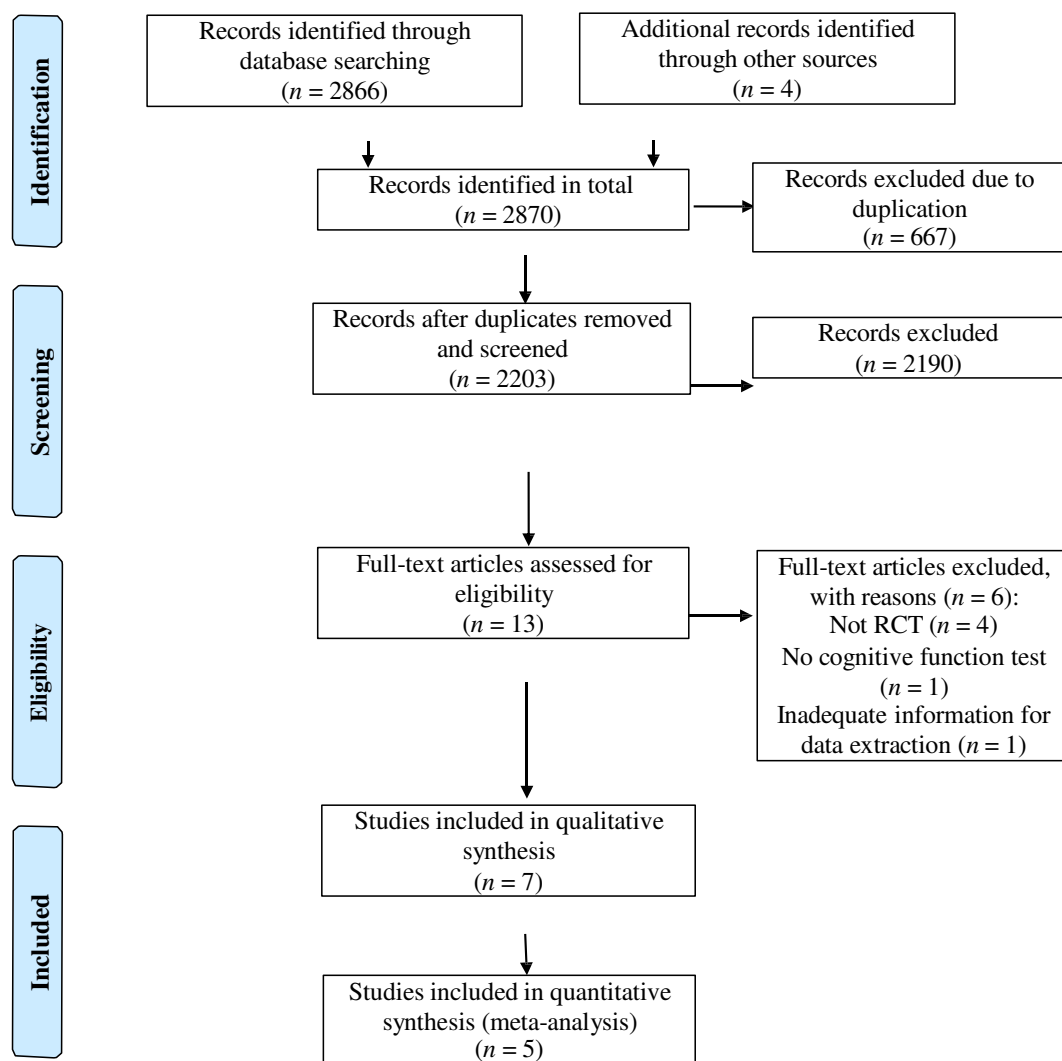 Identification
Records identified through
database searching
(n = 2866)
Additional records identified
through other sources
(n = 4)
Records identified in total
(n = 2870)
Records excluded due to
duplication
(n = 667)
Screening
Records after duplicates removed
and screened
(n = 2203)
Records excluded
(n = 2190)
Eligibility
Full-text articles assessed for
eligibility
(n = 13)
Full-text articles excluded,
with reasons (n = 6):
Not RCT (n = 4)
No cognitive function test
(n = 1)
Inadequate information for
data extraction (n = 1)
Included
Studies included in qualitative
synthesis
(n = 7)
Studies included in quantitative
synthesis (meta-analysis)
(n = 5)